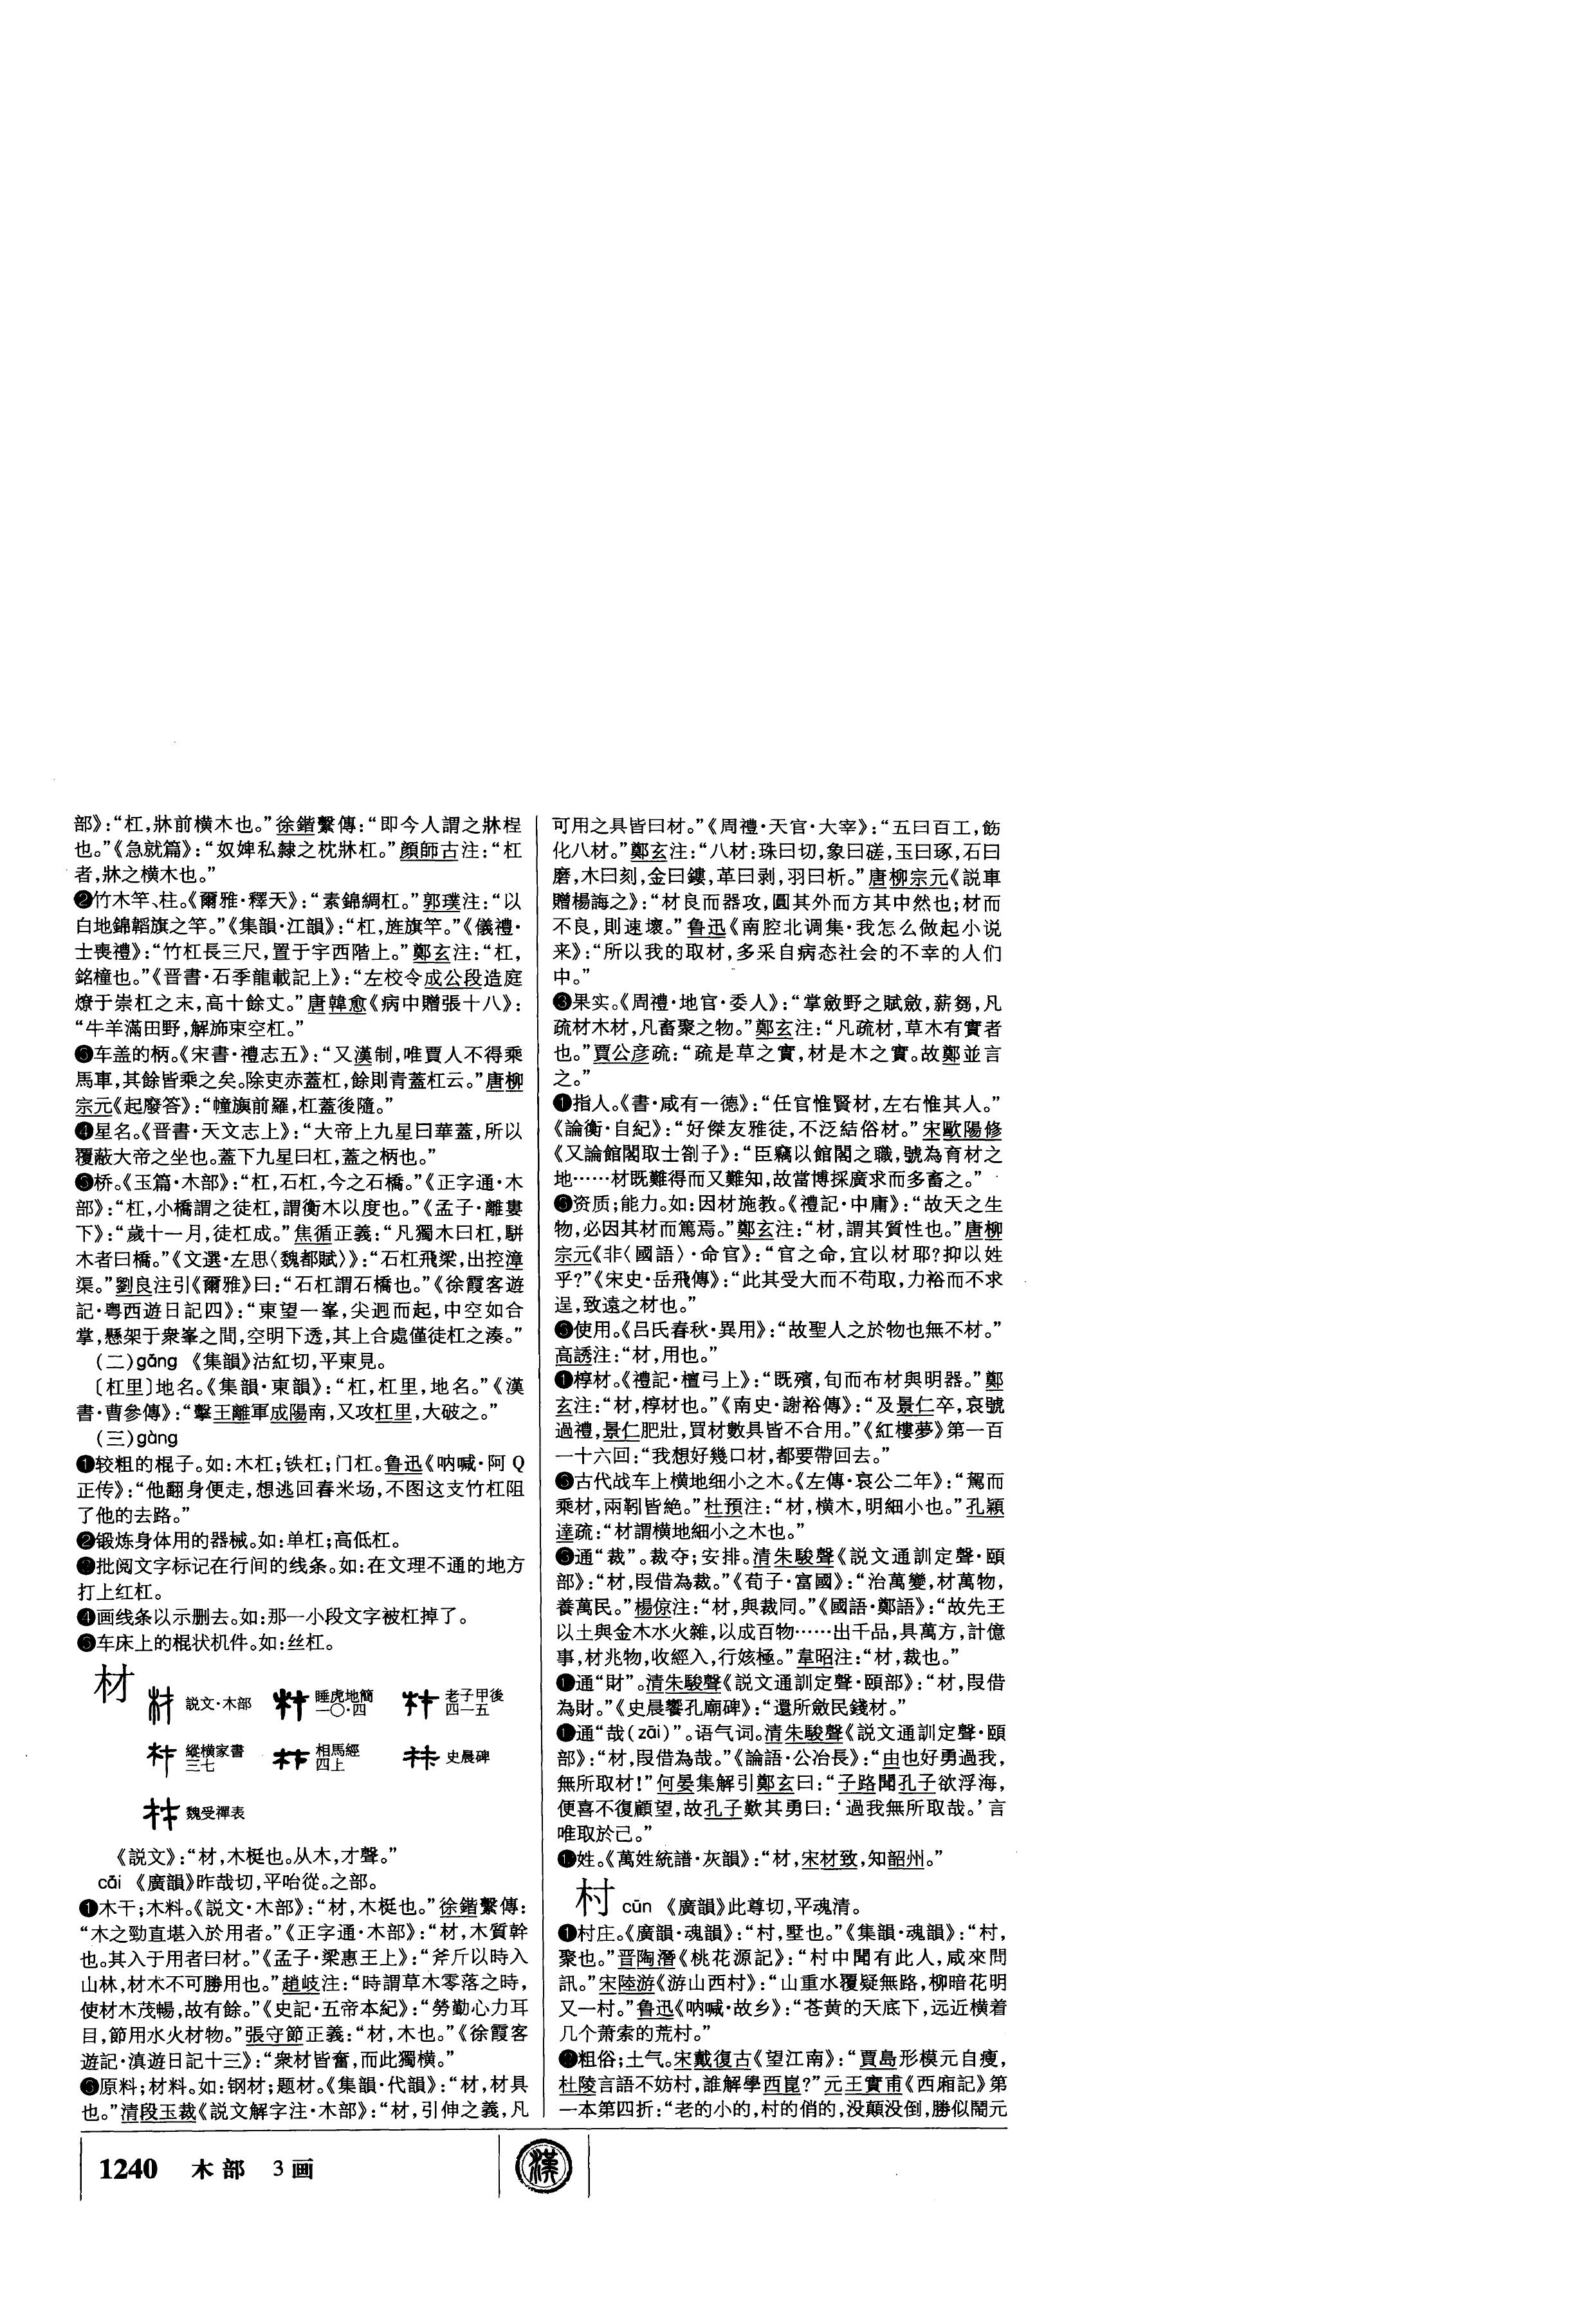 部》：“杠，牀前横木也。”徐鍇繫傳：“即今人謂之牀桯
也。”《急就篇》：“奴婢私隸之枕牀杠。”顔師古注：“杠
者，牀之横木也。”
❷竹木竿、柱。《爾雅·釋天》：“素錦綢杠。”郭璞注：“以
白地錦韜旗之竿。”《集韻·江韻》：“杠，旌旗竿。”《儀禮·
士喪禮》：“竹杠長三尺，置于宇西階上。”鄭玄注：“杠，
銘橦也。”《晋書·石季龍載記上》：“左校令成公段造庭
燎于崇杠之末，高十餘丈。”唐韓愈《病中贈張十八》：
“牛羊滿田野，解斾束空杠。”
❸车盖的柄。《宋書·禮志五》：“又漢制，唯賈人不得乘
馬車，其餘皆乘之矣。除吏赤蓋杠，餘則青蓋杠云。”唐柳
宗元《起廢答》：“幢旟前羅，杠蓋後隨。”
❹星名。《晋書·天文志上》：“大帝上九星曰華蓋，所以
覆蔽大帝之坐也。蓋下九星曰杠，蓋之柄也。”
❺桥。《玉篇·木部》：“杠，石杠，今之石橋。”《正字通·木
部》：“杠，小橋謂之徒杠，謂衡木以度也。”《孟子·離婁
下》：“歲十一月，徒杠成。”焦循正義：“凡獨木曰杠，駢
木者曰橋。”《文選·左思〈魏都賦〉》：“石杠飛梁，出控漳
渠。”劉良注引《爾雅》曰：“石杠謂石橋也。”《徐霞客遊
記·粤西遊日記四》：“東望一峯，尖迥而起，中空如合
掌，懸架于衆峯之間，空明下透，其上合處僅徒杠之湊。”
（二）gāng　《集韻》沽紅切，平東見。
〔杠里〕地名。《集韻·東韻》：“杠，杠里，地名。”《漢
書·曹參傳》：“擊王離軍成陽南，又攻杠里，大破之。”
（三）gàng
❶较粗的棍子。如：木杠；铁杠；门杠。鲁迅《呐喊·阿Q
正传》：“他翻身便走，想逃回舂米场，不图这支竹杠阻
了他的去路。”
❷锻炼身体用的器械。如：单杠；高低杠。
❸批阅文字标记在行间的线条。如：在文理不通的地方
打上红杠。
❹画线条以示删去。如：那一小段文字被杠掉了。
❺车床上的棍状机件。如：丝杠。
材
説文·木部　睡虎地簡一〇·四　老子甲後四一五
縱横家書三七　相馬經四上　史晨碑
魏受禪表
《説文》：“材，木梃也。从木，才聲。”
cái　《廣韻》昨哉切，平咍從。之部。
❶木干；木料。《説文·木部》：“材，木梃也。”徐鍇繫傳：
“木之勁直堪入於用者。”《正字通·木部》：“材，木質幹
也。其入于用者曰材。”《孟子·梁惠王上》：“斧斤以時入
山林，材木不可勝用也。”趙岐注：“時謂草木零落之時，
使材木茂暢，故有餘。”《史記·五帝本紀》：“勞勤心力耳
目，節用水火材物。”張守節正義：“材，木也。”《徐霞客
遊記·滇遊日記十三》：“衆材皆奮，而此獨横。”
❷原料；材料。如：钢材；题材。《集韻·代韻》：“材，材具
也。”清段玉裁《説文解字注·木部》：“材，引伸之義，凡
可用之具皆曰材。”《周禮·天官·大宰》：“五曰百工，飭
化八材。”鄭玄注：“八材：珠曰切，象曰磋，玉曰琢，石曰
磨，木曰刻，金曰鏤，革曰剥，羽曰析。”唐柳宗元《説車
贈楊誨之》：“材良而器攻，圓其外而方其中然也；材而
不良，則速壞。”鲁迅《南腔北调集·我怎么做起小说
来》：“所以我的取材，多采自病态社会的不幸的人们
中。”
❸果实。《周禮·地官·委人》：“掌斂野之賦斂，薪芻，凡
疏材木材，凡畜聚之物。”鄭玄注：“凡疏材，草木有實者
也。”賈公彦疏：“疏是草之實，材是木之實。故鄭並言
之。”
❹指人。《書·咸有一德》：“任官惟賢材，左右惟其人。”
《論衡·自紀》：“好傑友雅徒，不泛結俗材。”宋歐陽修
《又論館閣取士劄子》：“臣竊以館閣之職，號為育材之
地……材既難得而又難知，故當博採廣求而多畜之。”
❺资质；能力。如：因材施教。《禮記·中庸》：“故天之生
物，必因其材而篤焉。”鄭玄注：“材，謂其質性也。”唐柳
宗元《非〈國語〉·命官》：“官之命，宜以材耶？抑以姓
乎？”《宋史·岳飛傳》：“此其受大而不苟取，力裕而不求
逞，致遠之材也。”
❻使用。《吕氏春秋·異用》：“故聖人之於物也無不材。”
高誘注：“材，用也。”
❼椁材。《禮記·檀弓上》：“既殯，旬而布材與明器。”鄭
玄注：“材，椁材也。”《南史·謝裕傳》：“及景仁卒，哀號
過禮，景仁肥壯，買材數具皆不合用。”《紅樓夢》第一百
一十六回：“我想好幾口材，都要帶回去。”
❽古代战车上横地细小之木。《左傳·哀公二年》：“駕而
乘材，兩靷皆絶。”杜預注：“材，横木，明細小也。”孔穎
達疏：“材謂横地細小之木也。”
❾通“裁”。裁夺；安排。清朱駿聲《説文通訓定聲·頤
部》：“材，叚借為裁。”《荀子·富國》：“治萬變，材萬物，
養萬民。”楊倞注：“材，與裁同。”《國語·鄭語》：“故先王
以土與金木水火雜，以成百物……出千品，具萬方，計億
事，材兆物，收經入，行姟極。”韋昭注：“材，裁也。”
❿通“財”。清朱駿聲《説文通訓定聲·頤部》：“材，叚借
為財。”《史晨饗孔廟碑》：“還所斂民錢材。”
⓫通“哉（zāi）”。语气词。清朱駿聲《説文通訓定聲·頤
部》：“材，叚借為哉。”《論語·公冶長》：“由也好勇過我，
無所取材！”何晏集解引鄭玄曰：“子路聞孔子欲浮海，
便喜不復顧望，故孔子歎其勇曰：‘過我無所取哉。’言
唯取於己。”
⓬姓。《萬姓統譜·灰韻》：“材，宋材致，知韶州。”
村　cūn　《廣韻》此尊切，平魂清。
❶村庄。《廣韻·魂韻》：“村，墅也。”《集韻·魂韻》：“村，
聚也。”晋陶潛《桃花源記》：“村中聞有此人，咸來問
訊。”宋陸游《游山西村》：“山重水覆疑無路，柳暗花明
又一村。”鲁迅《呐喊·故乡》：“苍黄的天底下，远近横着
几个萧索的荒村。”
❷粗俗；土气。宋戴復古《望江南》：“賈島形模元自瘦，
杜陵言語不妨村，誰解學西崑？”元王實甫《西廂記》第
一本第四折：“老的小的，村的俏的，没顛没倒，勝似鬧元
1240　木部　3画
漢